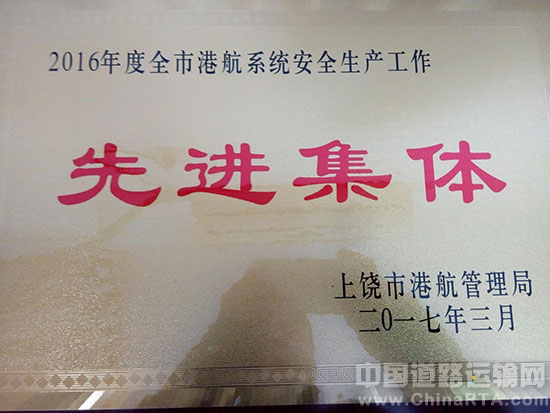 2016年度全市港航系统安全生产工作
先进集体
上饶市港航管理局
二〇一七年三月
中国道路运输网
www.ChinaRTA.com